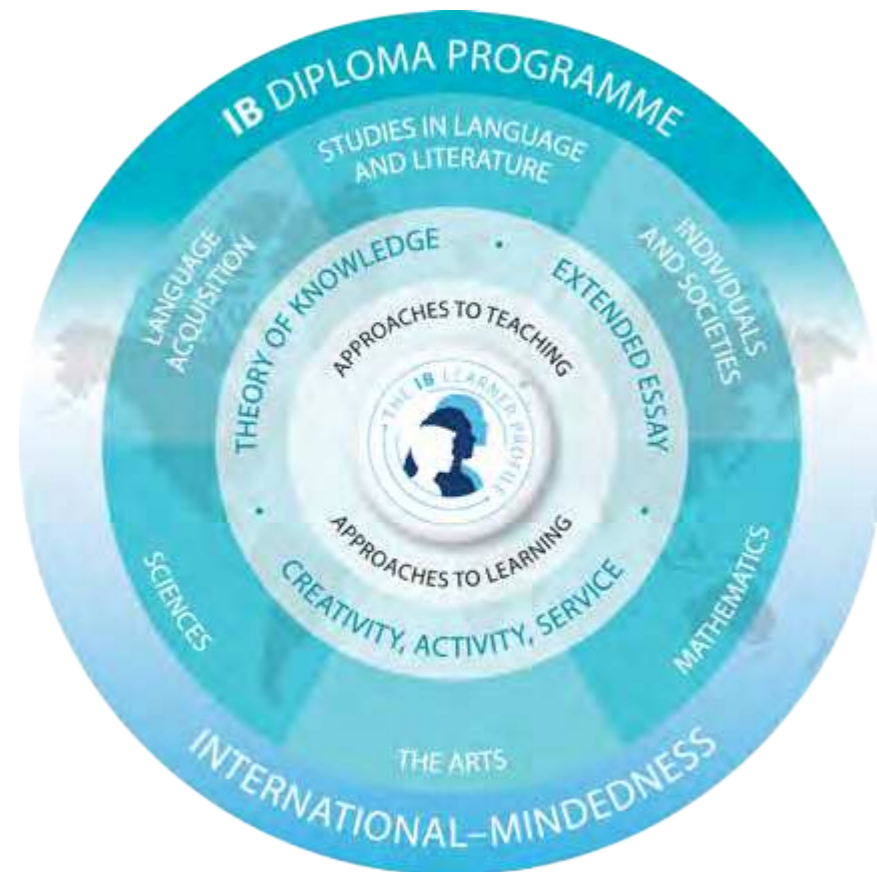 IB DIPLOMA PROGRAMME
STUDIES IN LANGUAGE
AND LITERATURE
LANGUAGE
ACQUISITION
INDIVIDUALS
AND SOCIETIES
THEORY OF KNOWLEDGE
EXTENDED ESSAY
APPROACHES TO TEACHING
THE IB LEARNER PROFILE
APPROACHES TO LEARNING
CREATIVITY, ACTIVITY, SERVICE
SCIENCES
MATHEMATICS
THE ARTS
INTERNATIONAL–MINDEDNESS